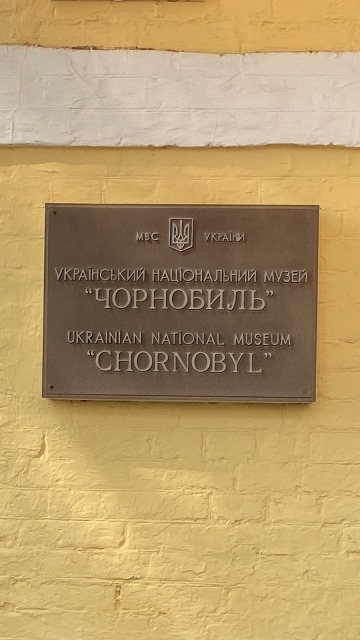 МВС УКРАЇНИ
УКРАЇНСЬКИЙ НАЦІОНАЛЬНИЙ МУЗЕЙ
“ЧОРНОБИЛЬ”
UKRAINIAN NATIONAL MUSEUM
“CHORNOBYL”